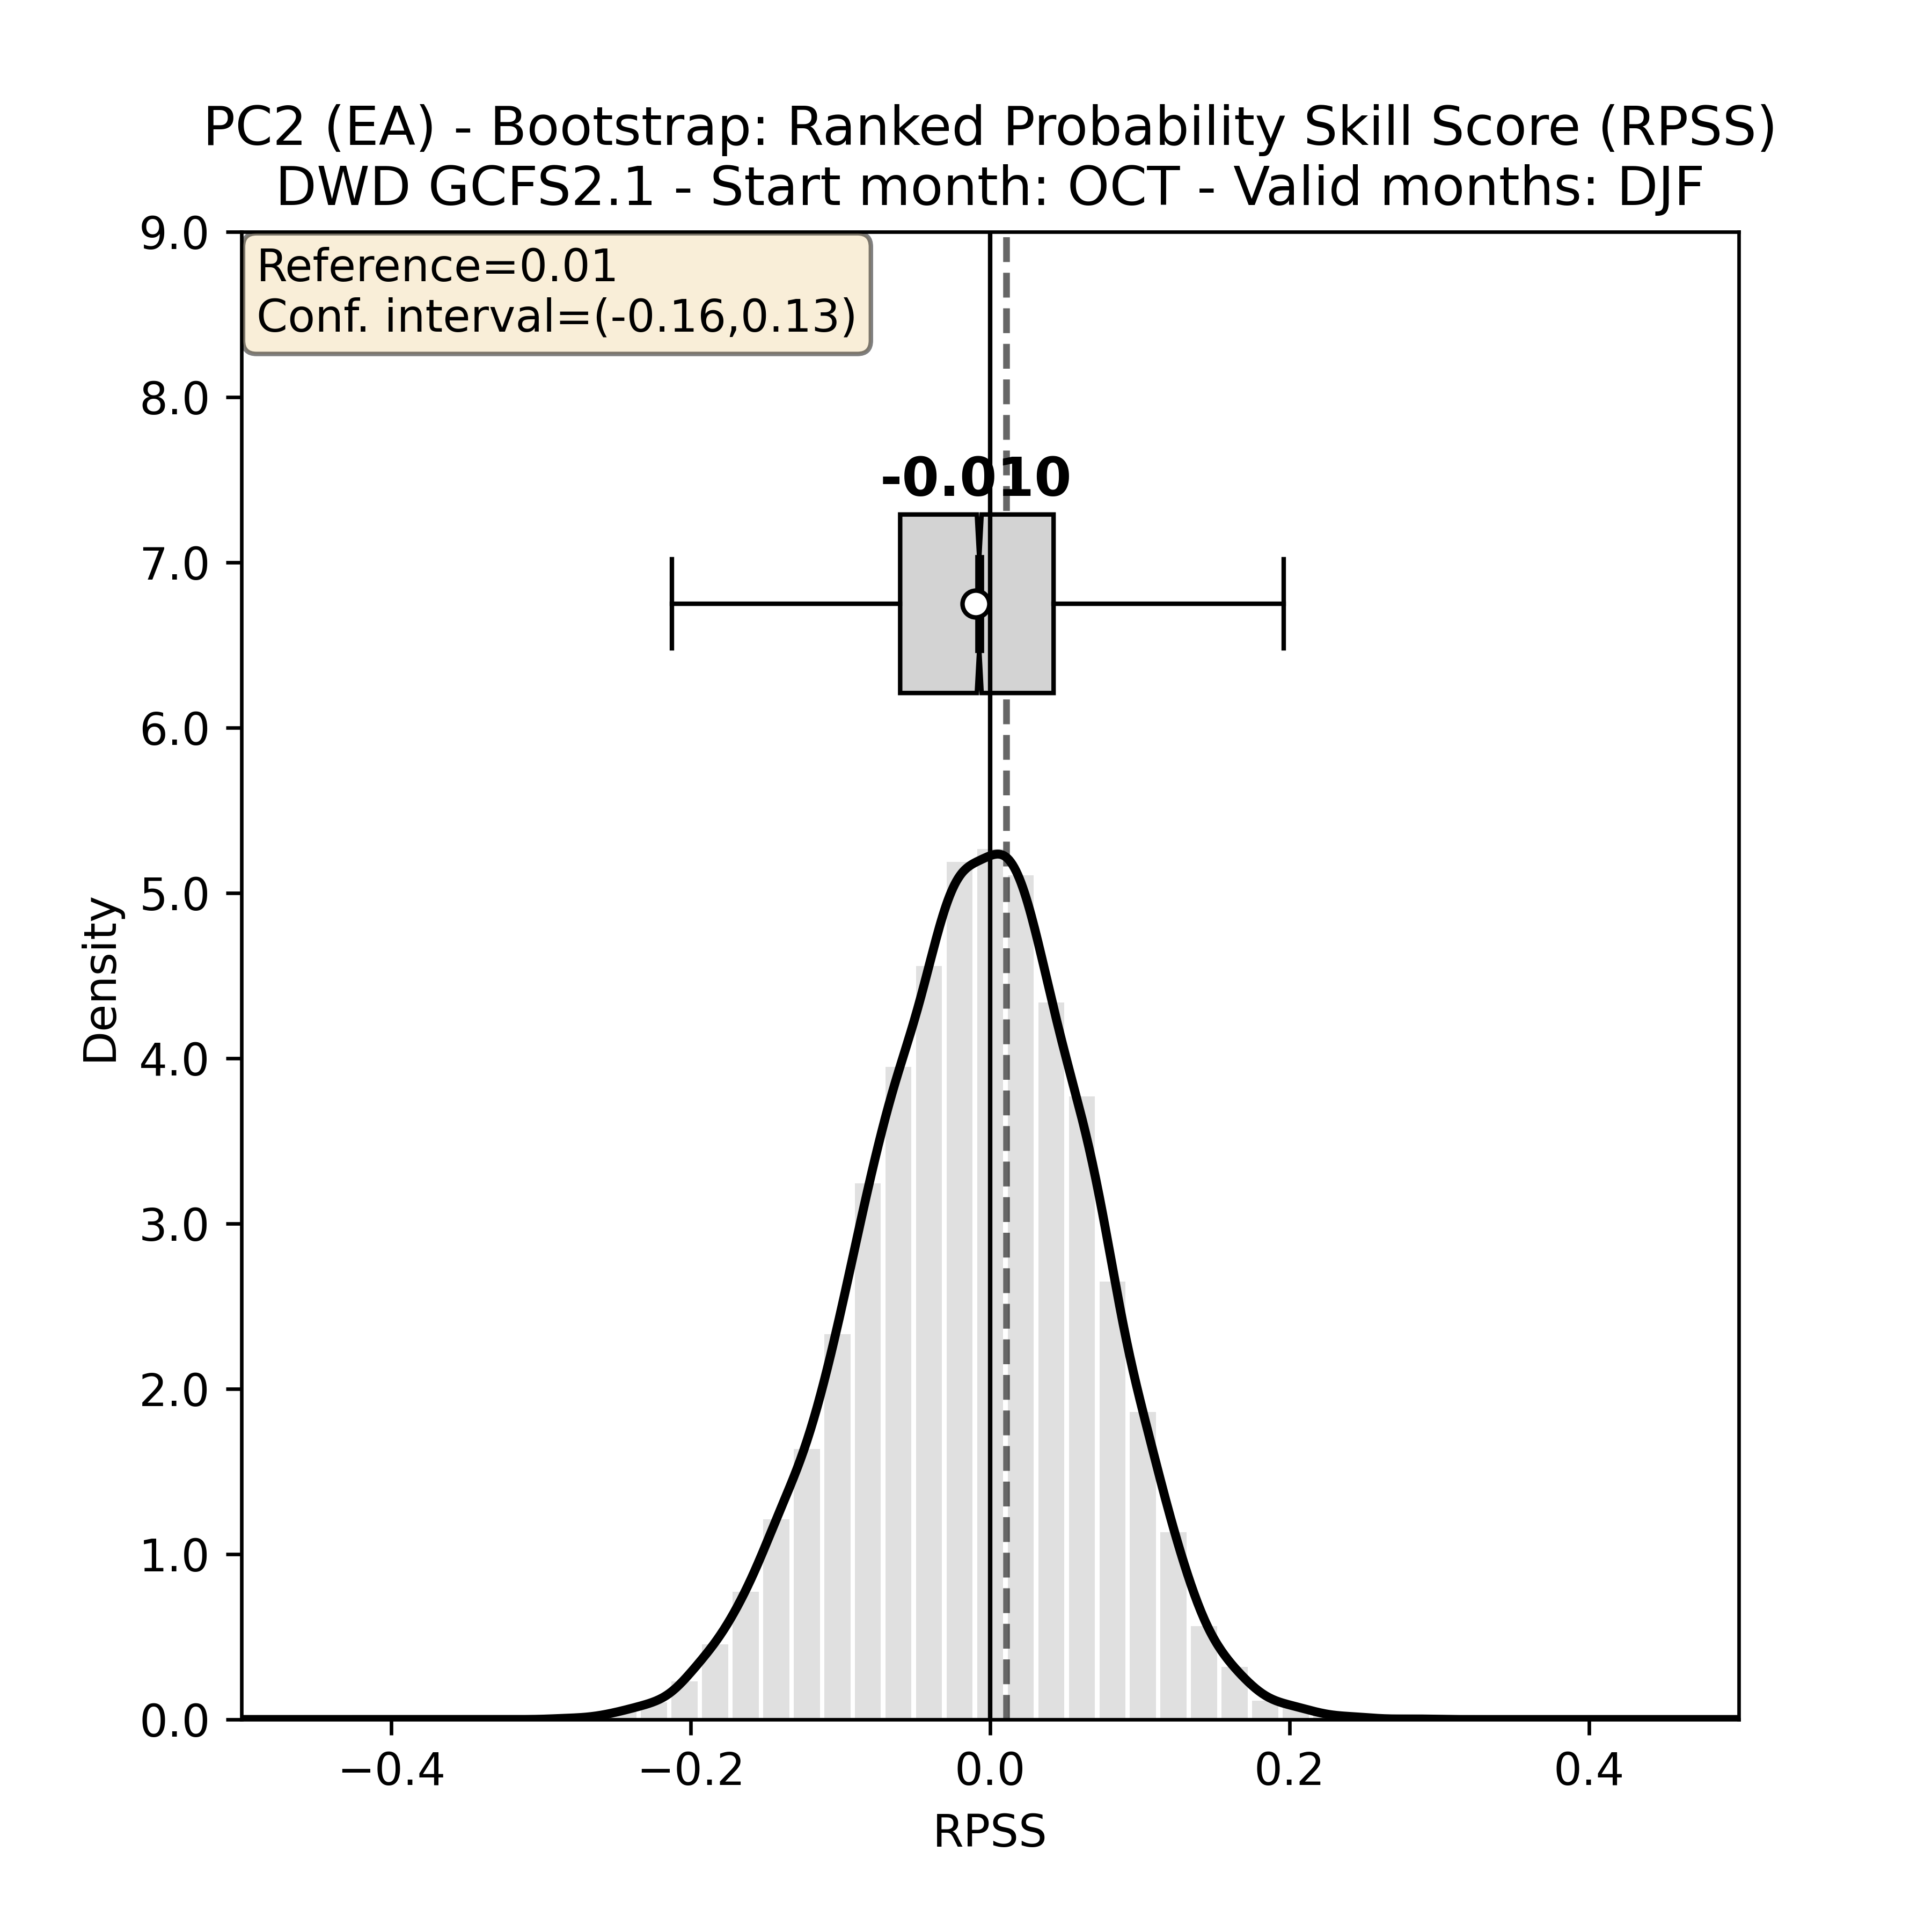 PC2 (EA) - Bootstrap: Ranked Probability Skill Score (RPSS)
DWD GCFS2.1 - Start month: OCT - Valid months: DJF
9.0
Reference=0.01
Conf. interval=(-0.16,0.13)
8.0
-0.010
7.0
6.0
Density
5.0
4.0
3.0
2.0
1.0
0.0
−0.4 −0.2 0.0 0.2 0.4
RPSS